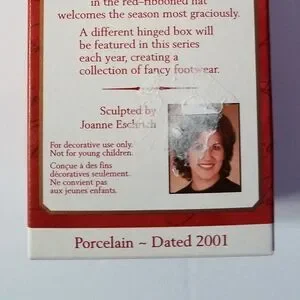 in the red-ribboned hat
welcomes the season most graciously.
A different hinged box will
be featured in this series
each year, creating a
collection of fancy footwear.
Sculpted by
Joanne Eschrich
For decorative use only.
Not for young children.
Conçue à des fins
décoratives seulement.
Ne convient pas
aux jeunes enfants.
Porcelain ~ Dated 2001